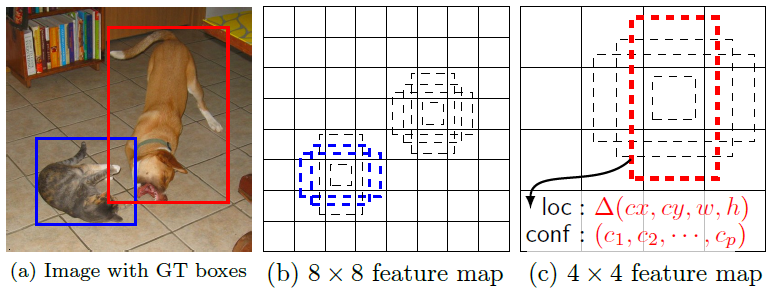 loc : Δ(cx, cy, w, h)
conf : (c₁, c₂, ⋯, cₚ)
(a) Image with GT boxes
(b) 8 × 8 feature map
(c) 4 × 4 feature map